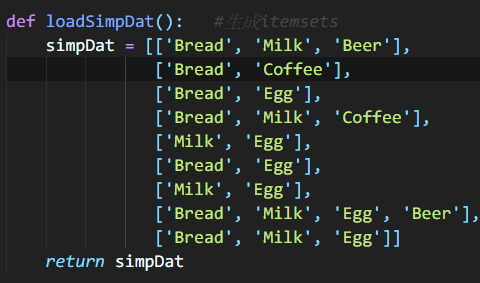 def loadSimpDat():   #生成itemsets
    simpDat = [['Bread', 'Milk', 'Beer'],
               ['Bread', 'Coffee'],
               ['Bread', 'Egg'],
               ['Bread', 'Milk', 'Coffee'],
               ['Milk', 'Egg'],
               ['Bread', 'Egg'],
               ['Milk', 'Egg'],
               ['Bread', 'Milk', 'Egg', 'Beer'],
               ['Bread', 'Milk', 'Egg']]
    return simpDat